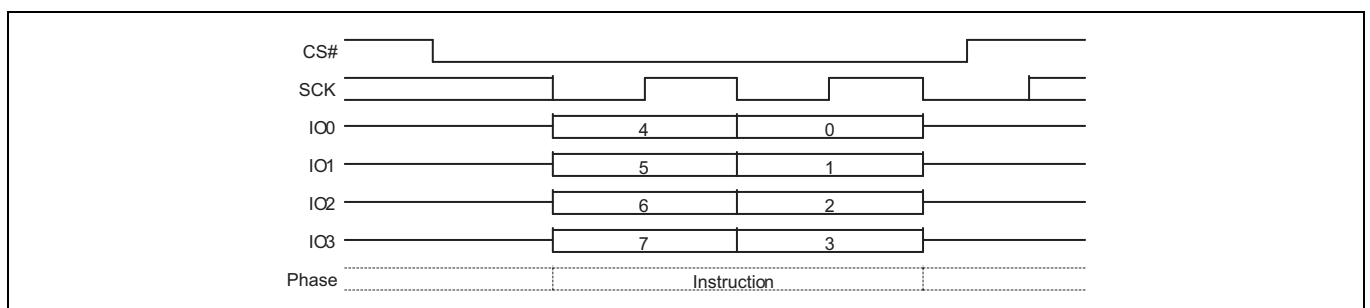 CS#
SCK
IO0 4 0
IO1 5 1
IO2 6 2
IO3 7 3
Phase Instruction